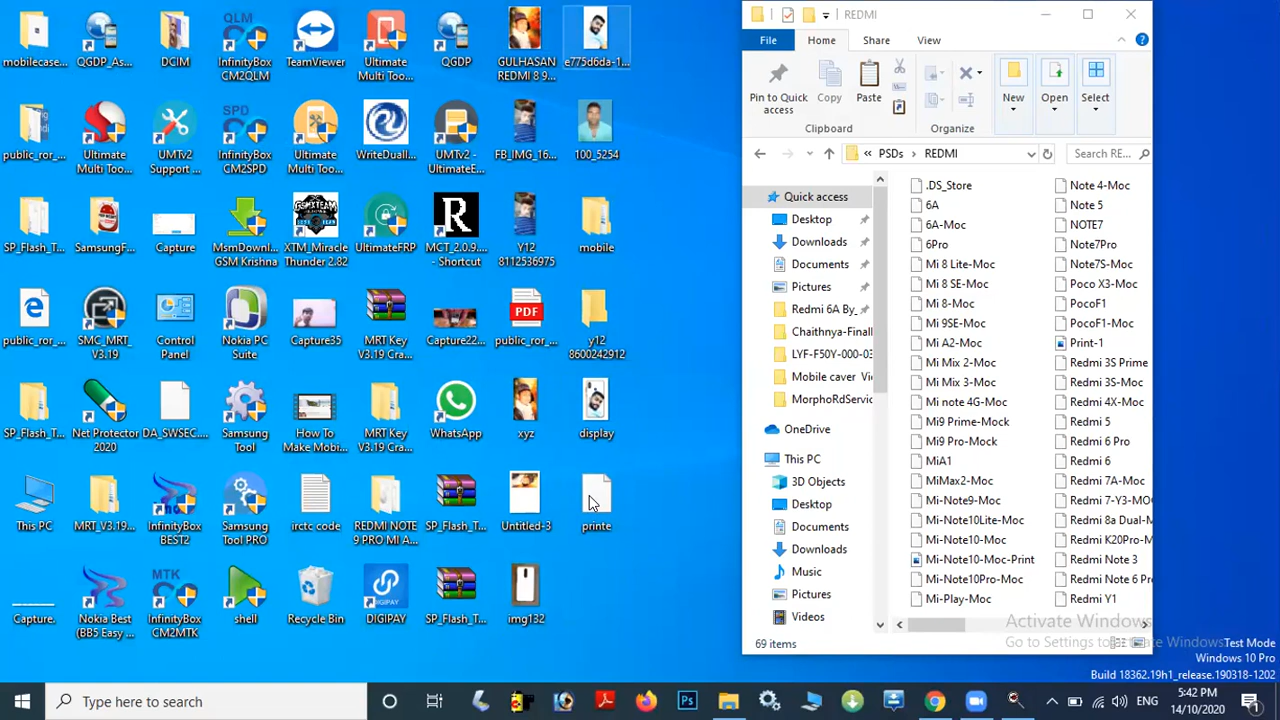 mobilecase...
QGDP_As...
DCIM
InfinityBox
CM2QLM
TeamViewer
Ultimate
Multi Too...
QGDP
GULHASAN
REDMI 8 9...
e775d6da-1...
public_ror_...
Ultimate
Multi Too...
UMTv2
Support ...
InfinityBox
CM2SPD
Ultimate
Multi Too...
WriteDuall...
UMTv2 -
UltimateE...
FB_IMG_16...
100_5254
SP_Flash_T...
SamsungF...
Capture
MsmDownl...
GSM Krishna
XTM_Miracle
Thunder 2.82
UltimateFRP
MCT_2.0.9....
- Shortcut
Y12
8112536975
mobile
public_ror_...
SMC_MRT_
V3.19
Control
Panel
Nokia PC
Suite
Capture35
MRT Key
V3.19 Cra...
Capture22...
public_ror_...
y12
8600242912
SP_Flash_T...
Net Protector
2020
DA_SWSEC....
Samsung
Tool
How To
Make Mobi...
MRT Key
V3.19 Cra...
WhatsApp
xyz
display
This PC
MRT_V3.19...
InfinityBox
BEST2
Samsung
Tool PRO
irctc code
REDMI NOTE
9 PRO MI A...
SP_Flash_T...
Untitled-3
printe
Capture.
Nokia Best
(BB5 Easy ...
InfinityBox
CM2MTK
shell
Recycle Bin
DIGIPAY
SP_Flash_T...
img132
REDMI
File
Home
Share
View
Pin to Quick
access
Copy
Paste
New
Open
Select
Clipboard
Organize
« PSDs › REDMI
Search RE...
Quick access
Desktop
Downloads
Documents
Pictures
Redmi 6A By_
Chaithnya-Finall
LYF-F50Y-000-03
Mobile caver Vi
MorphoRdServic
OneDrive
This PC
3D Objects
Desktop
Documents
Downloads
Music
Pictures
Videos
.DS_Store
6A
6A-Moc
6Pro
Mi 8 Lite-Moc
Mi 8 SE-Moc
Mi 8-Moc
Mi 9SE-Moc
Mi A2-Moc
Mi Mix 2-Moc
Mi Mix 3-Moc
Mi note 4G-Moc
Mi9 Prime-Mock
Mi9 Pro-Mock
MiA1
MiMax2-Moc
Mi-Note9-Moc
Mi-Note10Lite-Moc
Mi-Note10-Moc
Mi-Note10-Moc-Print
Mi-Note10Pro-Moc
Mi-Play-Moc
Note 4-Moc
Note 5
NOTE7
Note7Pro
Note7S-Moc
Poco X3-Moc
PocoF1
PocoF1-Moc
Print-1
Redmi 3S Prime
Redmi 3S-Moc
Redmi 4X-Moc
Redmi 5
Redmi 6 Pro
Redmi 6
Redmi 7A-Moc
Redmi 7-Y3-MO
Redmi 8a Dual-M
Redmi K20Pro-M
Redmi Note 3
Redmi Note 6 Pr
Redmi Y1
69 items
Activate Windows
Go to Settings to activate Windows.
Test Mode
Windows 10 Pro
Build 18362.19h1_release.190318-1202
Type here to search
ENG
5:42 PM
14/10/2020